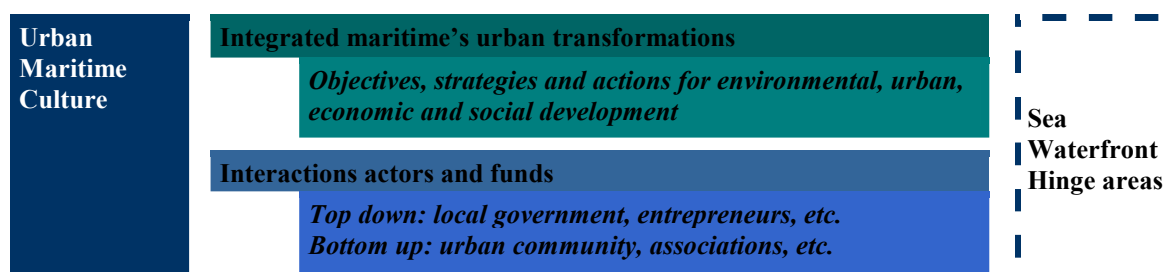 Urban
Maritime
Culture
Integrated maritime's urban transformations
Objectives, strategies and actions for environmental, urban,
economic and social development
Interactions actors and funds
Top down: local government, entrepreneurs, etc.
Bottom up: urban community, associations, etc.
Sea
Waterfront
Hinge areas